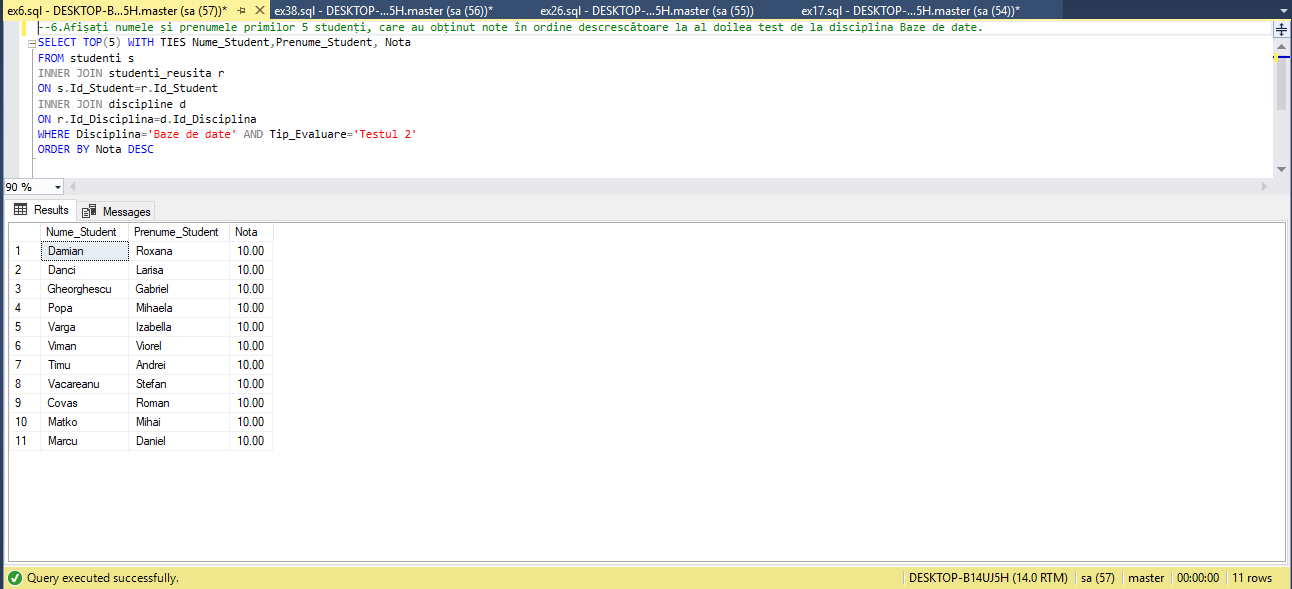 ex6.sql - DESKTOP-B...5H.master (sa (57))* ex38.sql - DESKTOP-...5H.master (sa (56))* ex26.sql - DESKTOP-...5H.master (sa (55)) ex17.sql - DESKTOP-...5H.master (sa (54))*
--6.Afișați numele și prenumele primilor 5 studenți, care au obținut note în ordine descrescătoare la al doilea test de la disciplina Baze de date.
SELECT TOP(5) WITH TIES Nume_Student,Prenume_Student, Nota
FROM studenti s
INNER JOIN studenti_reusita r
ON s.Id_Student=r.Id_Student
INNER JOIN discipline d
ON r.Id_Disciplina=d.Id_Disciplina
WHERE Disciplina='Baze de date' AND Tip_Evaluare='Testul 2'
ORDER BY Nota DESC
90 %
Results Messages
Nume_Student Prenume_Student Nota
1 Damian Roxana 10.00
2 Danci Larisa 10.00
3 Gheorghescu Gabriel 10.00
4 Popa Mihaela 10.00
5 Varga Izabella 10.00
6 Viman Viorel 10.00
7 Timu Andrei 10.00
8 Vacareanu Stefan 10.00
9 Covas Roman 10.00
10 Matko Mihai 10.00
11 Marcu Daniel 10.00
Query executed successfully. DESKTOP-B14UJ5H (14.0 RTM) sa (57) master 00:00:00 11 rows